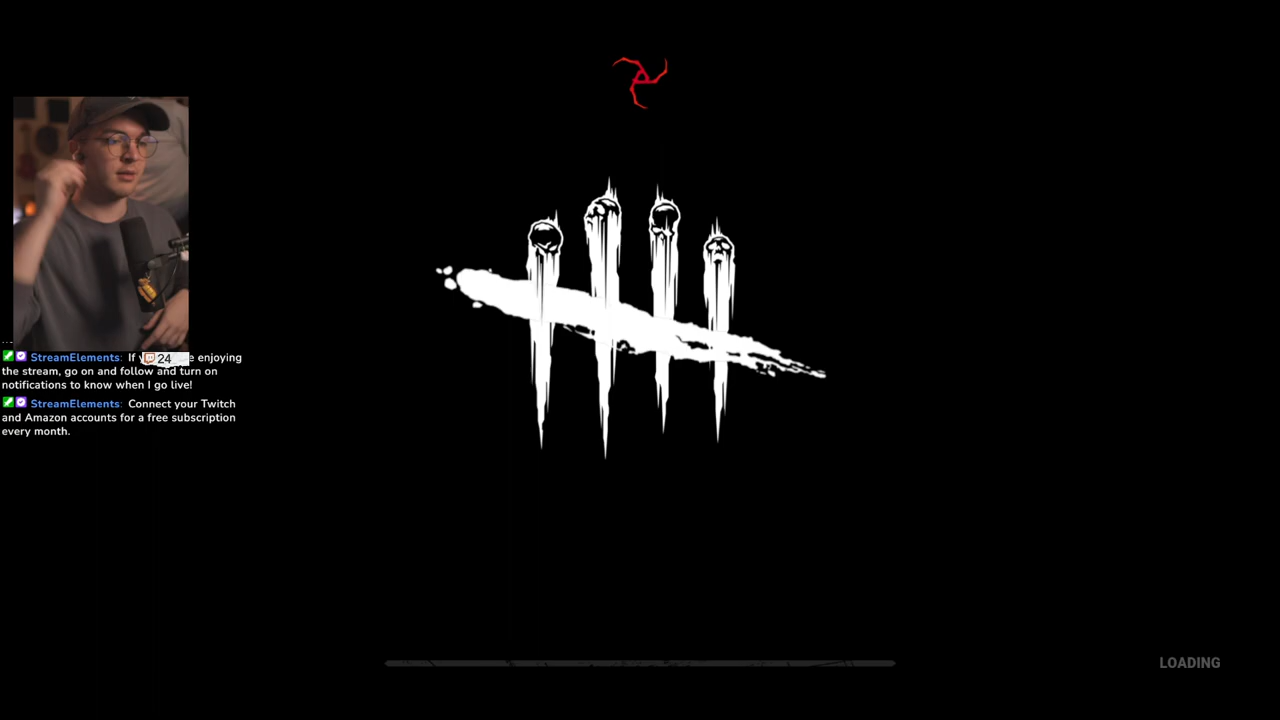 StreamElements: If y e enjoying
the stream, go on and follow and turn on
notifications to know when I go live!
24
StreamElements: Connect your Twitch
and Amazon accounts for a free subscription
every month.
LOADING